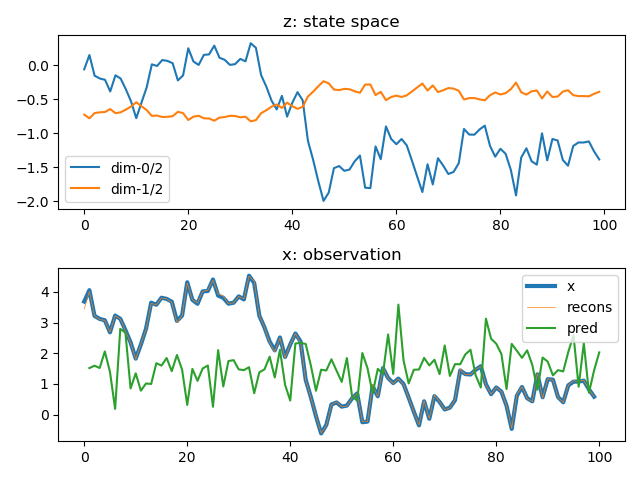 z: state space
0.0
−0.5
−1.0
−1.5
−2.0
dim-0/2
dim-1/2
0 20 40 60 80 100
x: observation
4
3
2
1
0
x
recons
pred
0 20 40 60 80 100